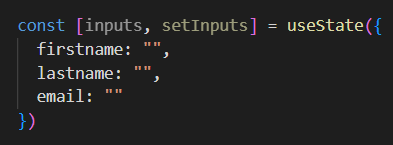 const [inputs, setInputs] = useState({
  firstname: "",
  lastname: "",
  email: ""
})